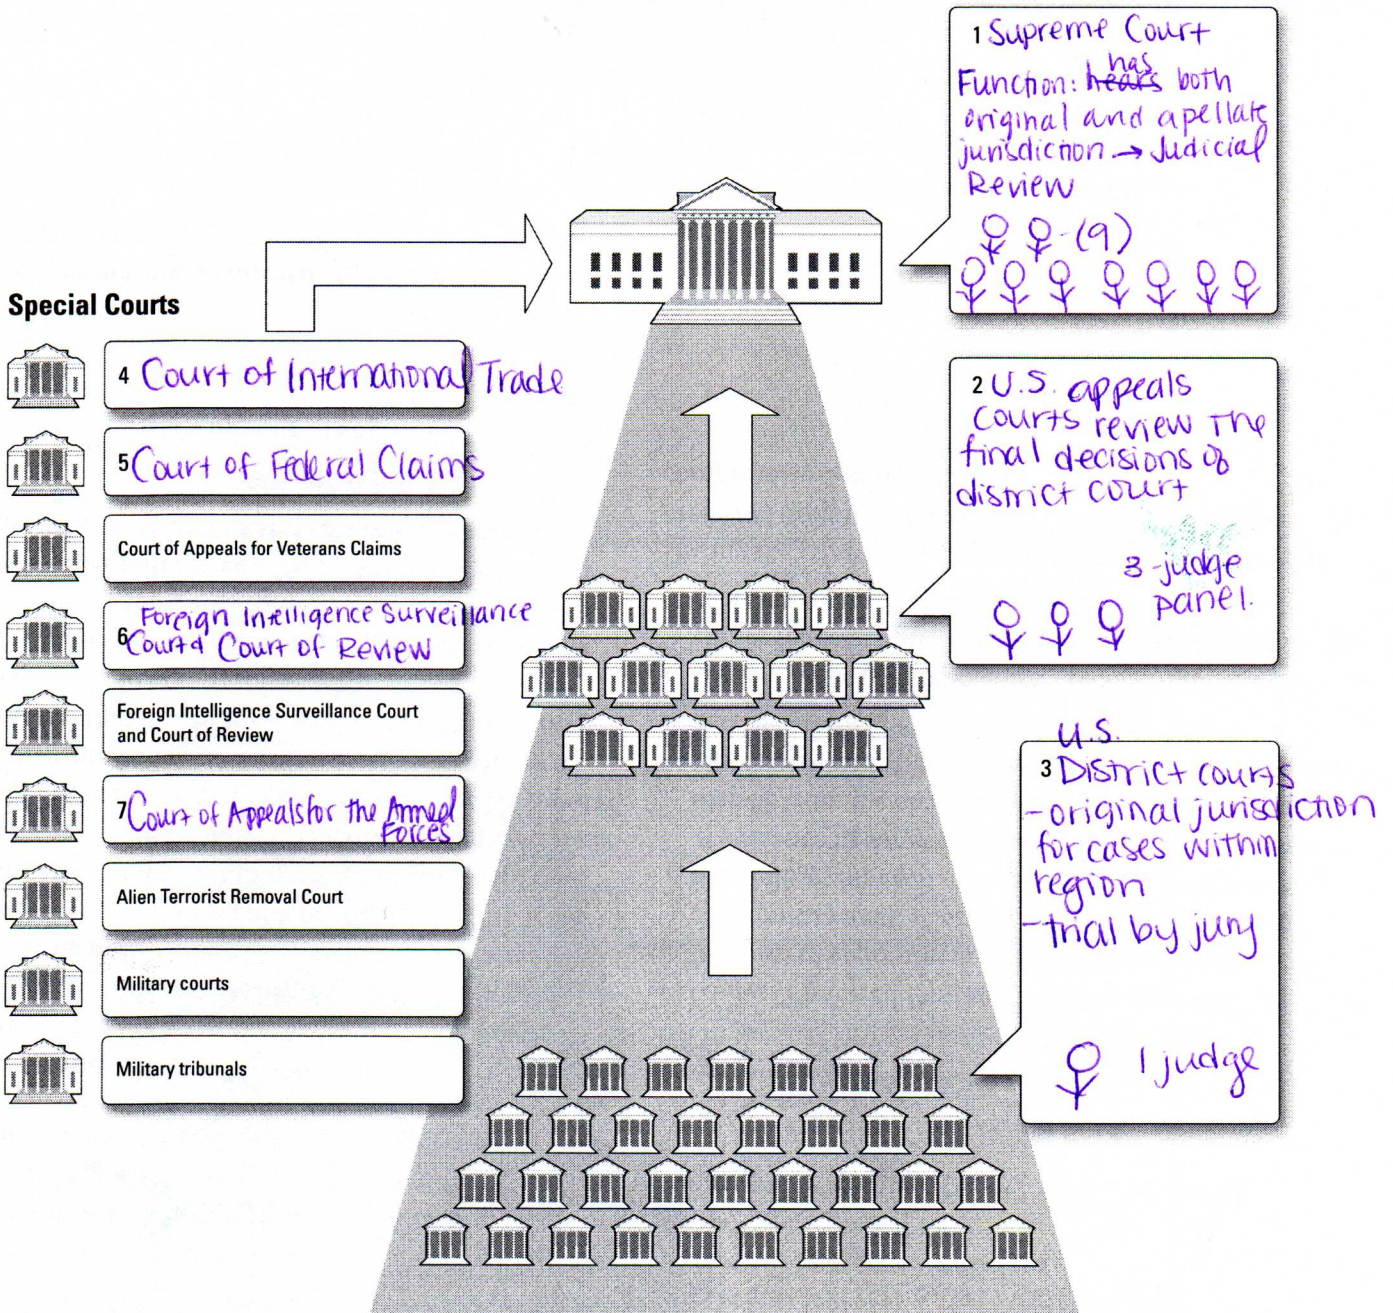 1 Supreme Court
has
Function: hears both
original and apellate
jurisdiction → Judicial
Review
(9)
Special Courts
4 Court of International Trade
5 Court of Federal Claims
Court of Appeals for Veterans Claims
Foreign Intelligence Surveillance
6 Court & Court of Review
Foreign Intelligence Surveillance Court
and Court of Review
7 Court of Appeals for the Armed
Forces
Alien Terrorist Removal Court
Military courts
Military tribunals
2 U.S. appeals
courts review the
final decisions of
district court
3-judge
panel.
U.S.
3 District courts
- original jurisdiction
for cases within
region
- trial by jury
1 judge